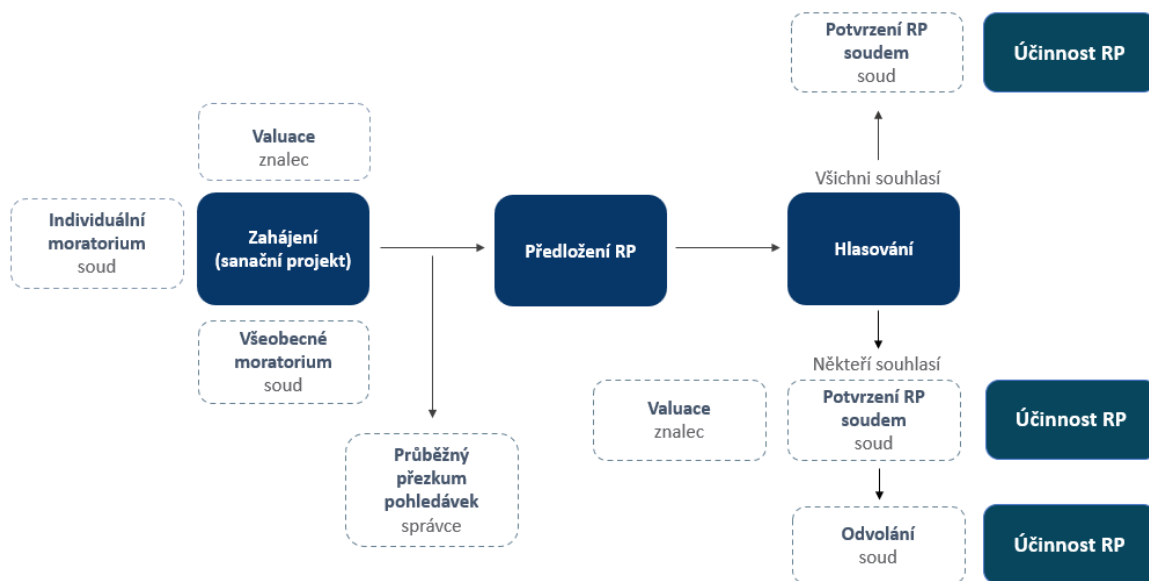 Potvrzení RP
soudem
soud
Účinnost RP
Valuace
znalec
Všichni souhlasí
Individuální
moratorium
soud
Zahájení
(sanační projekt)
Předložení RP
Hlasování
Všeobecné
moratorium
soud
Někteří souhlasí
Valuace
znalec
Potvrzení RP
soudem
soud
Účinnost RP
Průběžný
přezkum
pohledávek
správce
Odvolání
soud
Účinnost RP